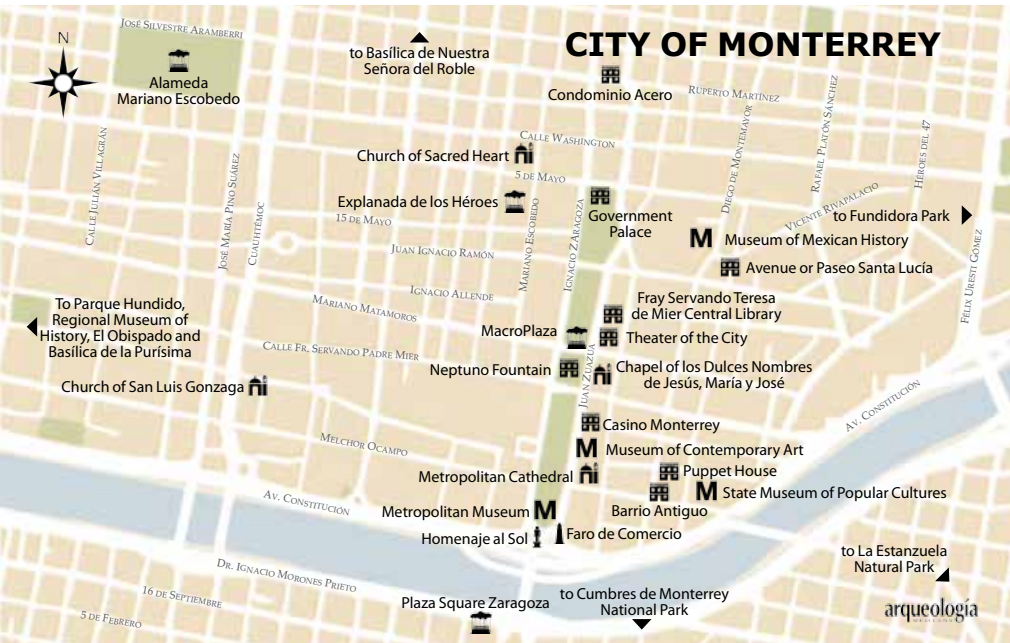 CITY OF MONTERREY
JOSÉ SILVESTRE ARAMBERRI
N
to Basílica de Nuestra
Señora del Roble
Alameda
Mariano Escobedo
Condominio Acero
RUPERTO MARTÍNEZ
CALLE WASHINGTON
Church of Sacred Heart
5 DE MAYO
DIEGO DE MONTEMAYOR
RAFAEL PLATÓN SÁNCHEZ
HÉROES DEL 47
CALLE JULIÁN VILLAGRÁN
JOSÉ MARÍA PINO SUÁREZ
CUAUHTÉMOC
Explanada de los Héroes
15 DE MAYO
MARIANO ESCOBEDO
IGNACIO ZARAGOZA
Government
Palace
VICENTE RIVAPALACIO
to Fundidora Park
M Museum of Mexican History
JUAN IGNACIO RAMÓN
Avenue or Paseo Santa Lucía
FÉLIX URESTI GÓMEZ
IGNACIO ALLENDE
MARIANO MATAMOROS
Fray Servando Teresa
de Mier Central Library
To Parque Hundido,
Regional Museum of
History, El Obispado and
Basílica de la Purísima
MacroPlaza
Theater of the City
CALLE FR. SERVANDO PADRE MIER
Neptuno Fountain
JUAN ZUAZUA
Chapel of los Dulces Nombres
de Jesús, María y José
Church of San Luis Gonzaga
AV. CONSTITUCIÓN
Casino Monterrey
MELCHOR OCAMPO
M Museum of Contemporary Art
Metropolitan Cathedral
Puppet House
M State Museum of Popular Cultures
Barrio Antiguo
AV. CONSTITUCIÓN
Metropolitan Museum M
Homenaje al Sol
Faro de Comercio
to La Estanzuela
Natural Park
DR. IGNACIO MORONES PRIETO
16 DE SEPTIEMBRE
5 DE FEBRERO
Plaza Square Zaragoza
to Cumbres de Monterrey
National Park
arqueología